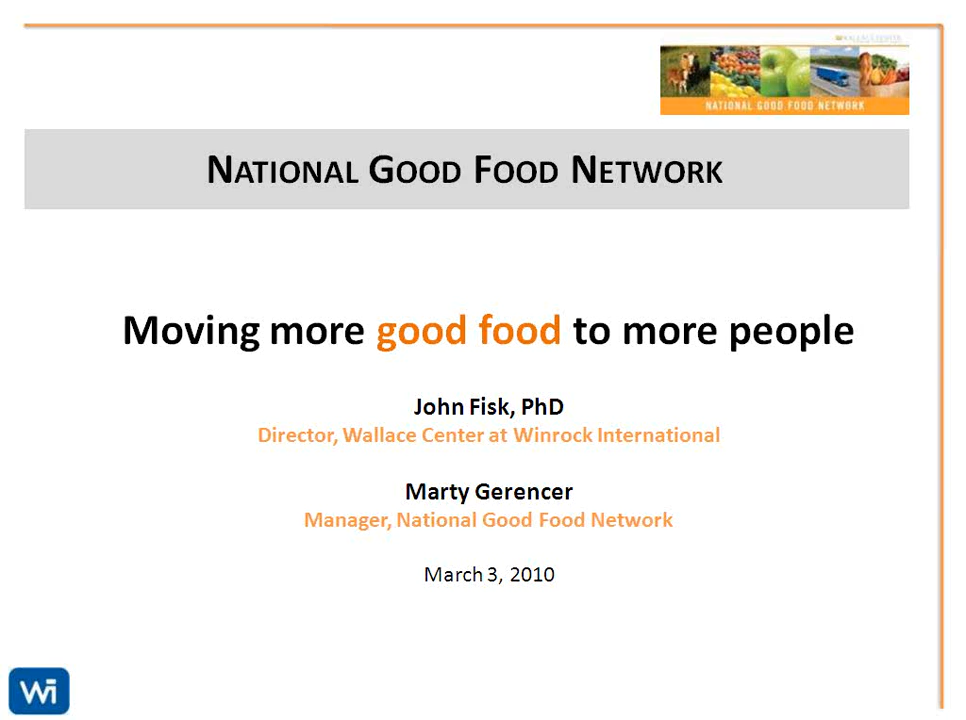 NATIONAL GOOD FOOD NETWORK
NATIONAL GOOD FOOD NETWORK
Moving more good food to more people
John Fisk, PhD
Director, Wallace Center at Winrock International
Marty Gerencer
Manager, National Good Food Network
March 3, 2010
Wi